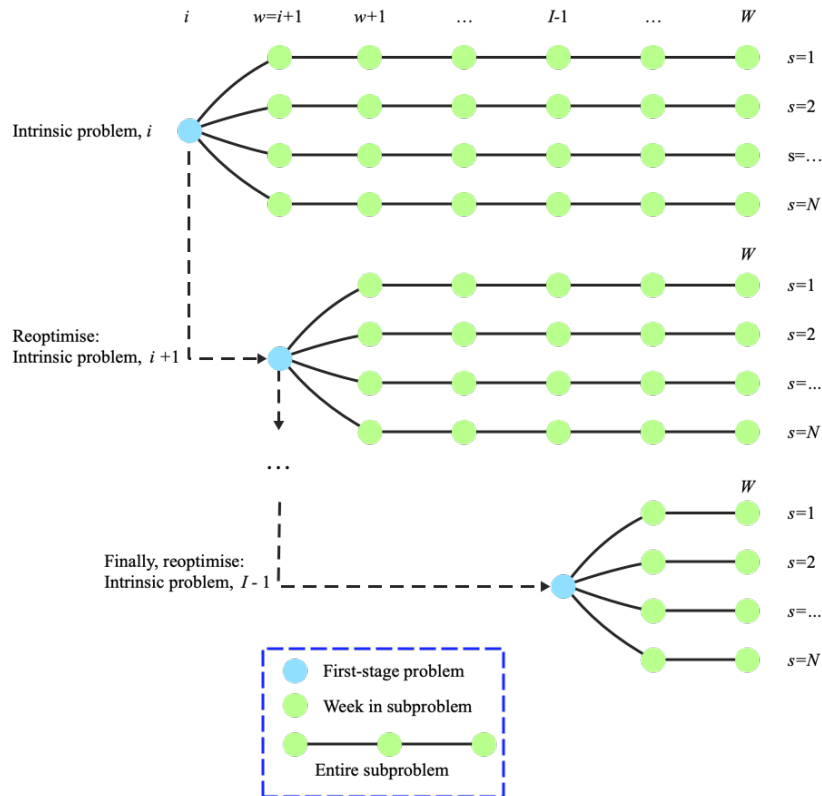 i w=i+1 w+1 … I-1 … W
s=1
s=2
Intrinsic problem, i
s=…
s=N
W
s=1
Reoptimise:
s=2
Intrinsic problem, i +1
s=...
s=N
...
W
s=1
Finally, reoptimise:
s=2
Intrinsic problem, I - 1
s=...
s=N
First-stage problem
Week in subproblem
Entire subproblem